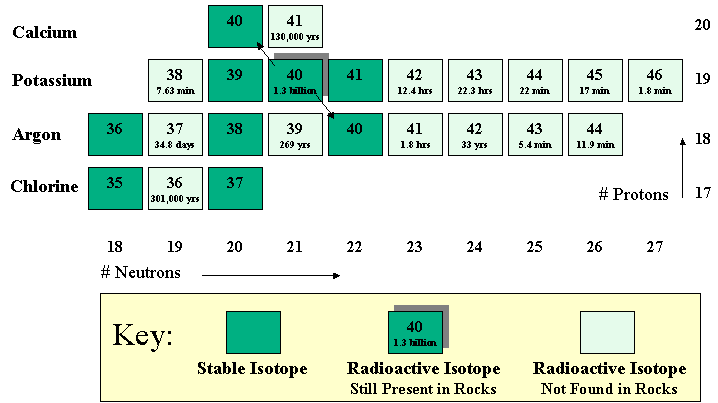 Calcium 40 41 20
130,000 yrs
Potassium 38 39 40 41 42 43 44 45 46 19
7.63 min 1.3 billion 12.4 hrs 22.3 hrs 22 min 17 min 1.8 min
Argon 36 37 38 39 40 41 42 43 44 18
34.8 days 269 yrs 1.8 hrs 33 yrs 5.4 min 11.9 min
Chlorine 35 36 37 # Protons 17
301,000 yrs
18 19 20 21 22 23 24 25 26 27
# Neutrons
Key: 40
1.3 billion
Stable Isotope Radioactive Isotope Radioactive Isotope
Still Present in Rocks Not Found in Rocks